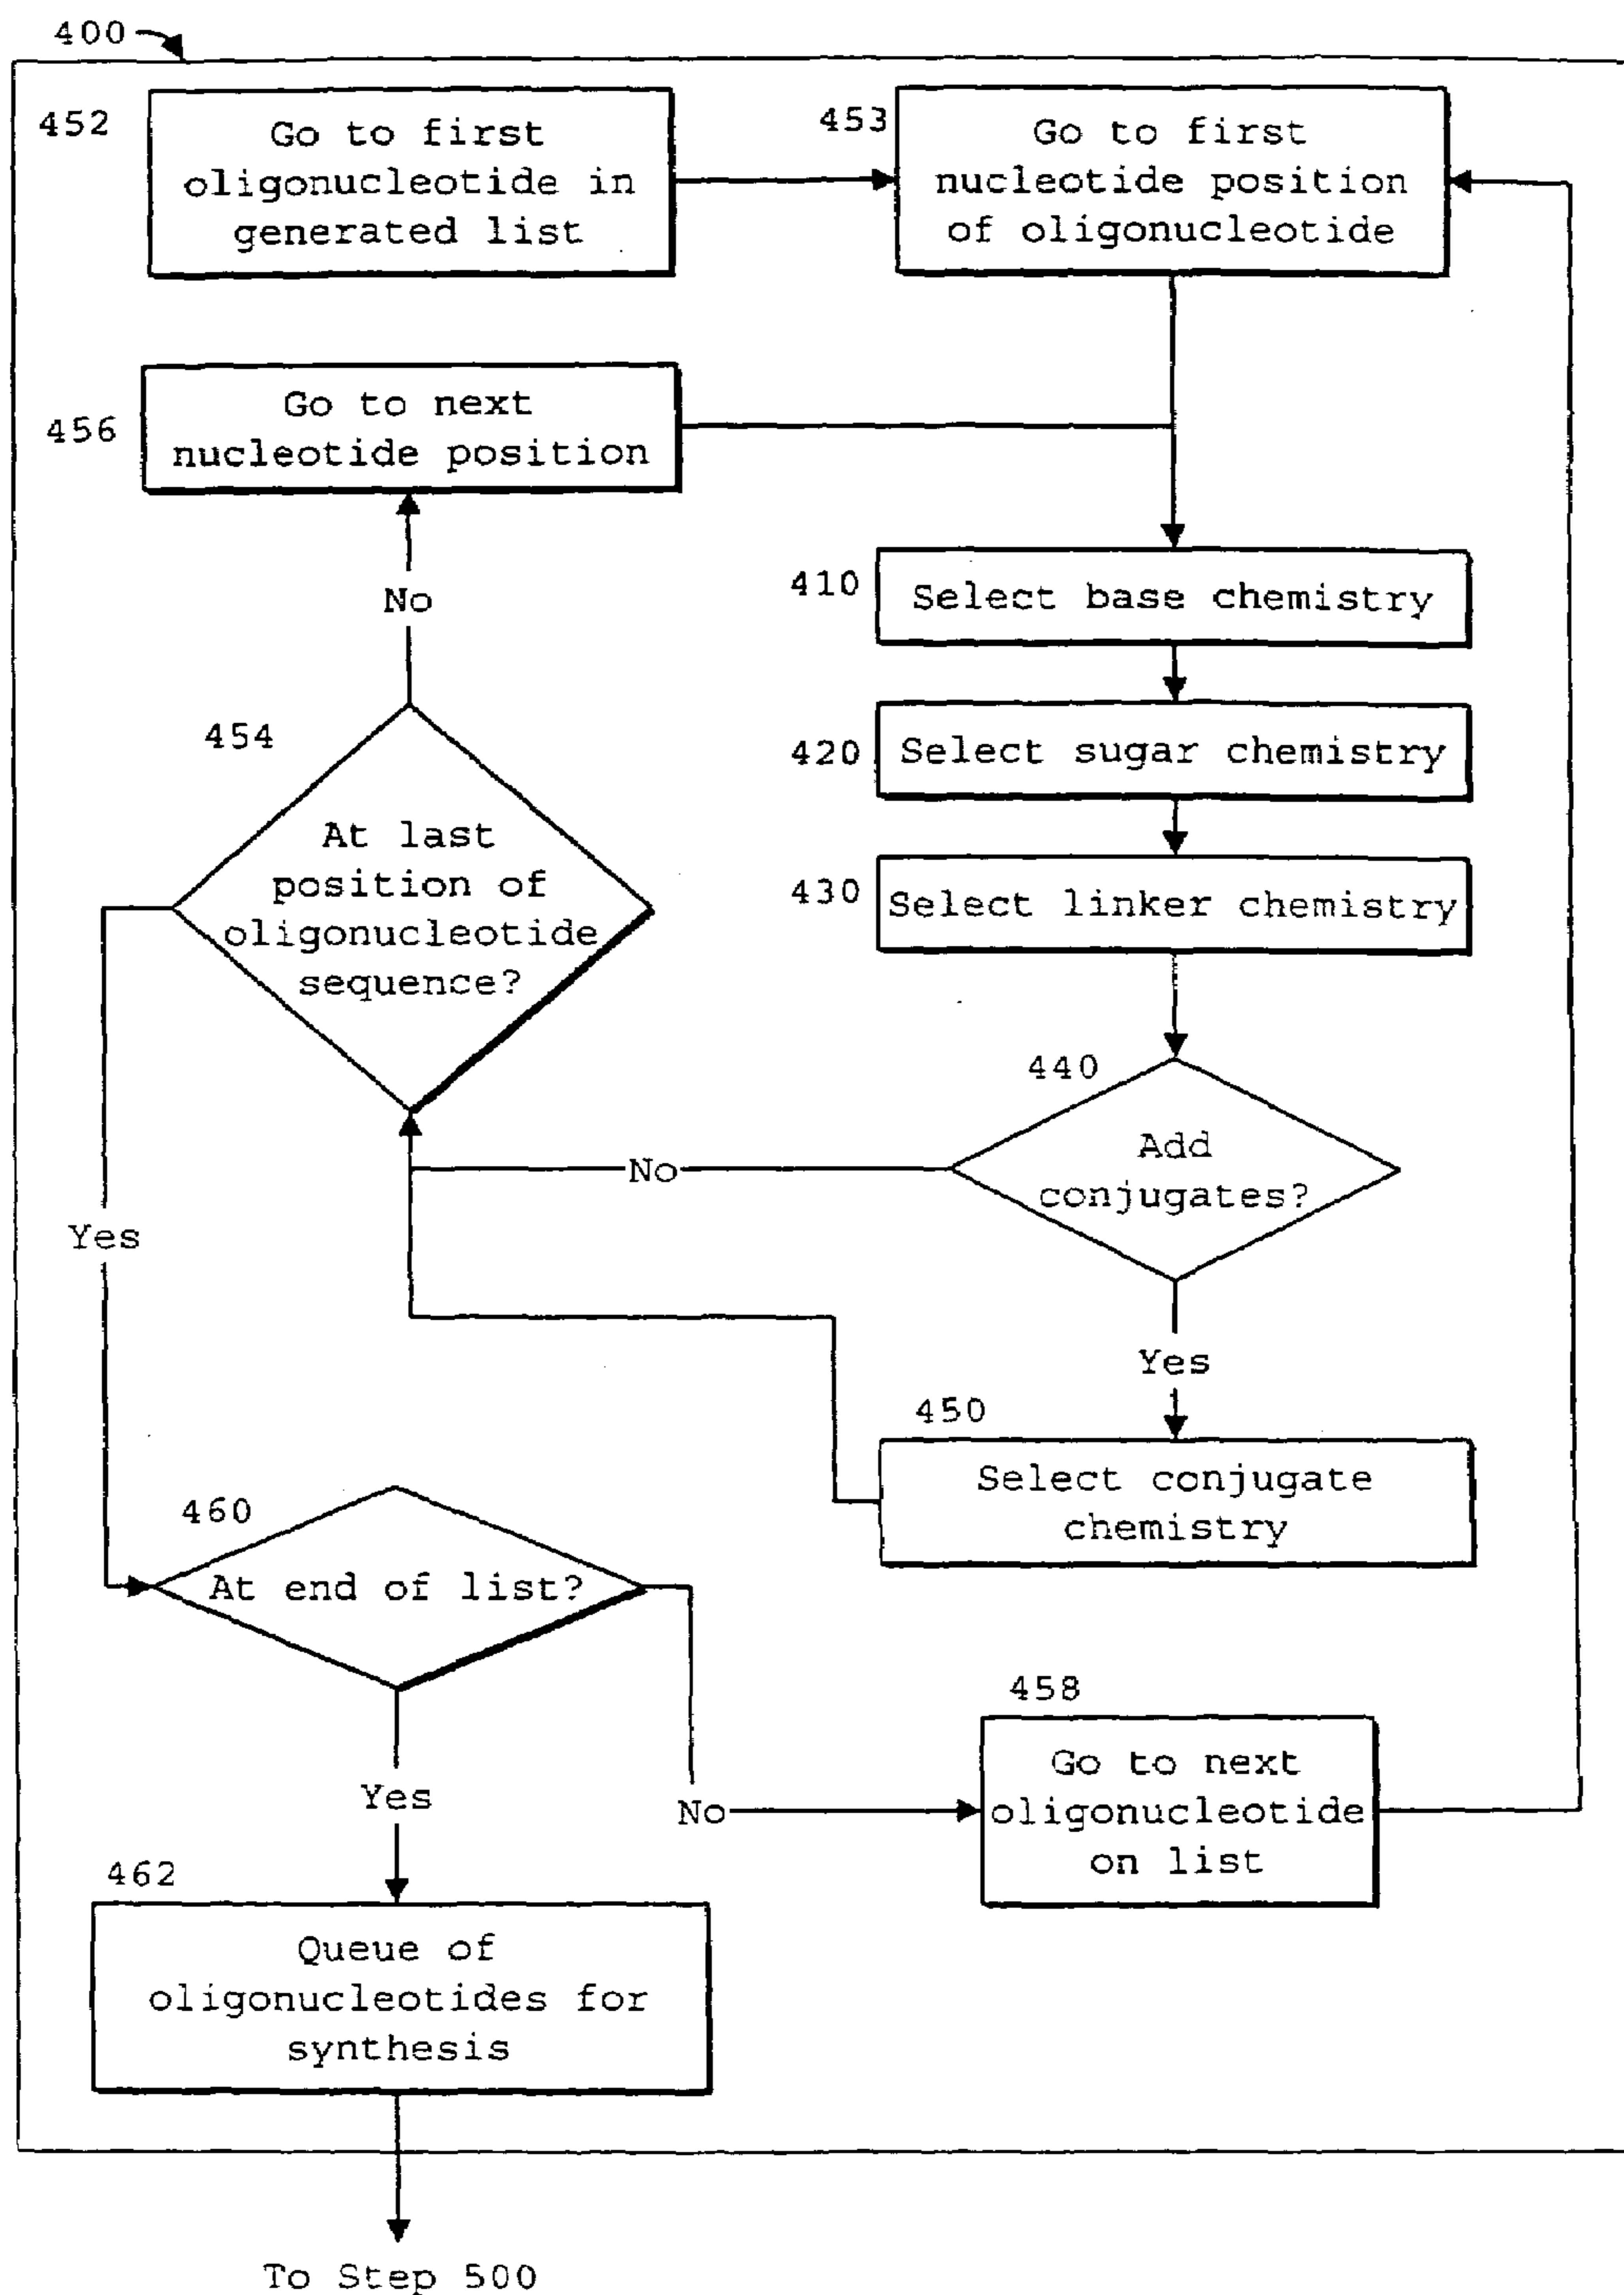 400
452
Go to first
oligonucleotide in
generated list
453
Go to first
nucleotide position
of oligonucleotide
456
Go to next
nucleotide position
No
410
Select base chemistry
454
420
Select sugar chemistry
At last
position of
oligonucleotide
sequence?
430
Select linker chemistry
440
Add
conjugates?
No
Yes
Yes
450
Select conjugate
chemistry
460
At end of list?
458
Go to next
oligonucleotide
on list
Yes
No
462
Queue of
oligonucleotides for
synthesis
To Step 500